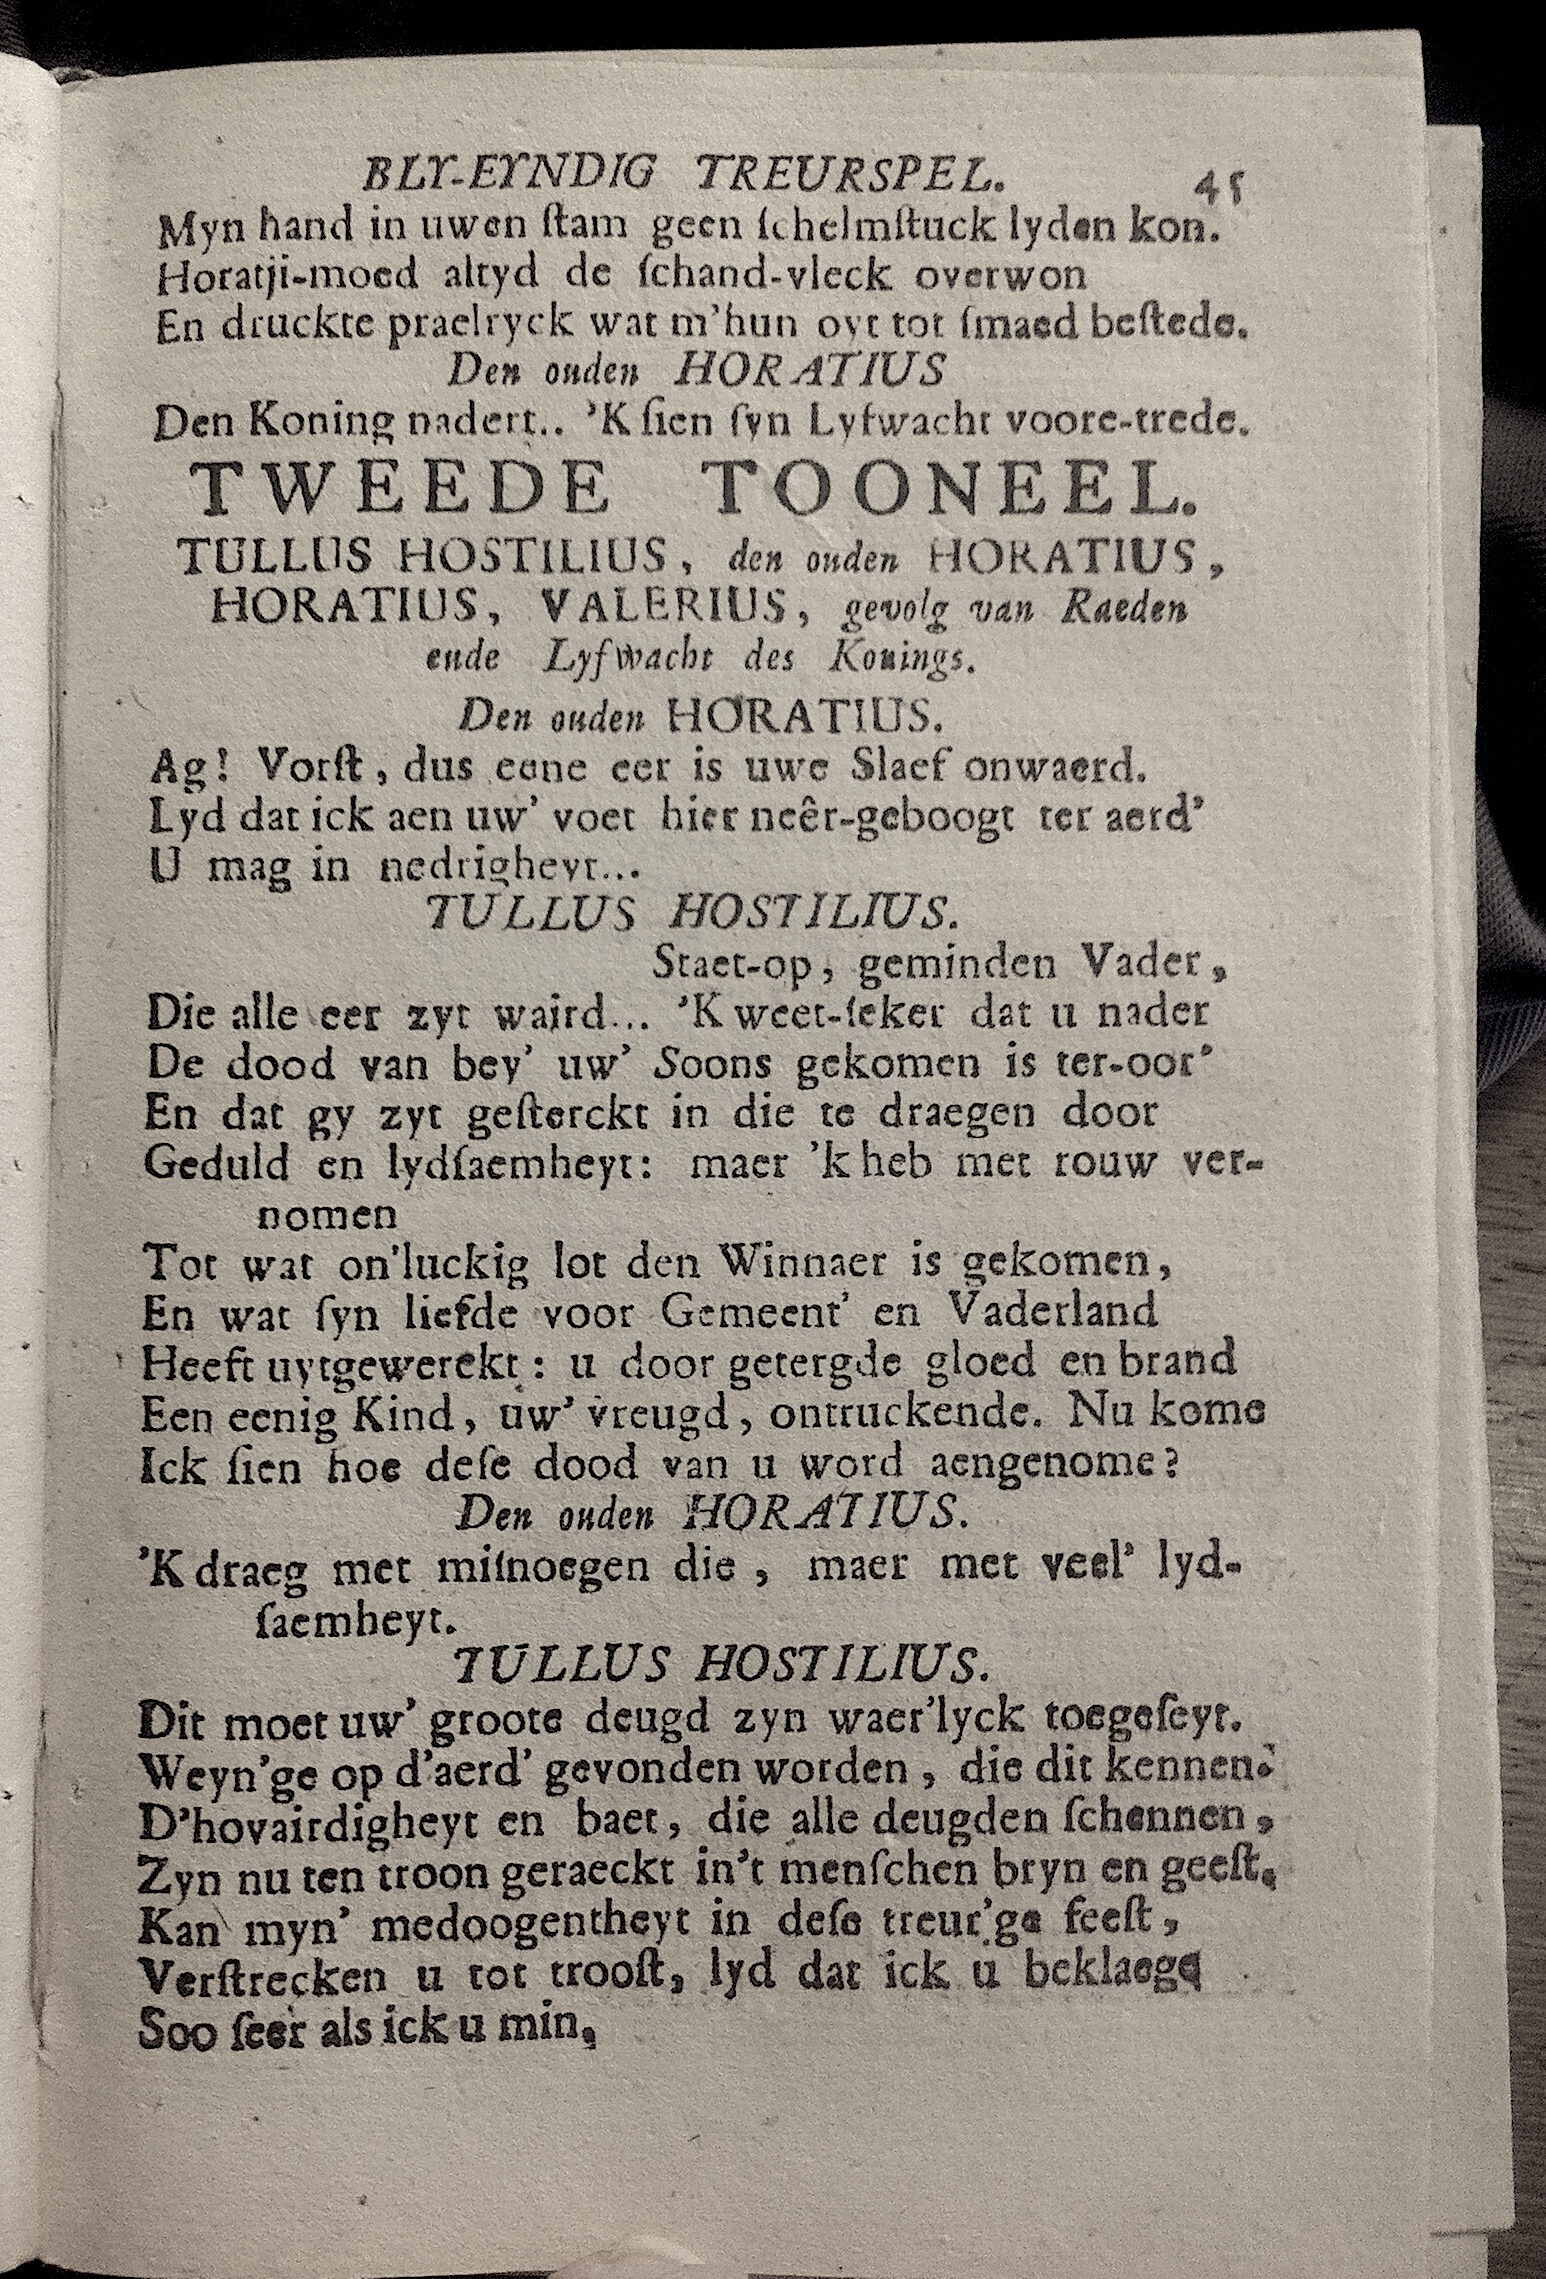 BLY-EYNDIG TREURSPEL. 45
Myn hand in uwen ſtam geen ſchelmſtuck lyden kon.
Horatji-moed altyd de ſchand-vleck overwon
En druckte praelryck wat m'hun oyt tot ſmaed beſtede.
Den ouden HORATIUS
Den Koning nadert.. 'K ſien ſyn Lyfwacht voore-trede.
TWEEDE TOONEEL.
TULLUS HOSTILIUS, den ouden HORATIUS,
HORATIUS, VALERIUS, gevolg van Raeden
ende Lyfwacht des Konings.
Den ouden HORATIUS.
Ag! Vorſt, dus eene eer is uwe Slaef onwaerd.
Lyd dat ick aen uw' voet hier neêr-geboogt ter aerd'
U mag in nedrigheyt...
TULLUS HOSTILIUS.
Staet-op, geminden Vader,
Die alle eer zyt waird... 'K weet-ſeker dat u nader
De dood van bey' uw' Soons gekomen is ter-oor'
En dat gy zyt geſterckt in die te draegen door
Geduld en lydſaemheyt: maer 'k heb met rouw ver-
nomen
Tot wat on'luckig lot den Winnaer is gekomen,
En wat ſyn liefde voor Gemeent' en Vaderland
Heeft uytgewerekt: u door getergde gloed en brand
Een eenig Kind, uw' vreugd, ontruckende. Nu kome
Ick ſien hoe deſe dood van u word aengenome?
Den ouden HORATIUS.
'K draeg met miſnoegen die, maer met veel' lyd-
ſaemheyt.
TULLUS HOSTILIUS.
Dit moet uw' groote deugd zyn waer'lyck toegeſeyt.
Weyn'ge op d'aerd' gevonden worden, die dit kennen.
D'hovairdigheyt en baet, die alle deugden ſchennen,
Zyn nu ten troon geraeckt in't menſchen bryn en geeſt.
Kan myn' medoogentheyt in deſe treur'ge feeſt,
Verſtrecken u tot trooſt, lyd dat ick u beklaege
Soo ſeer als ick u min.